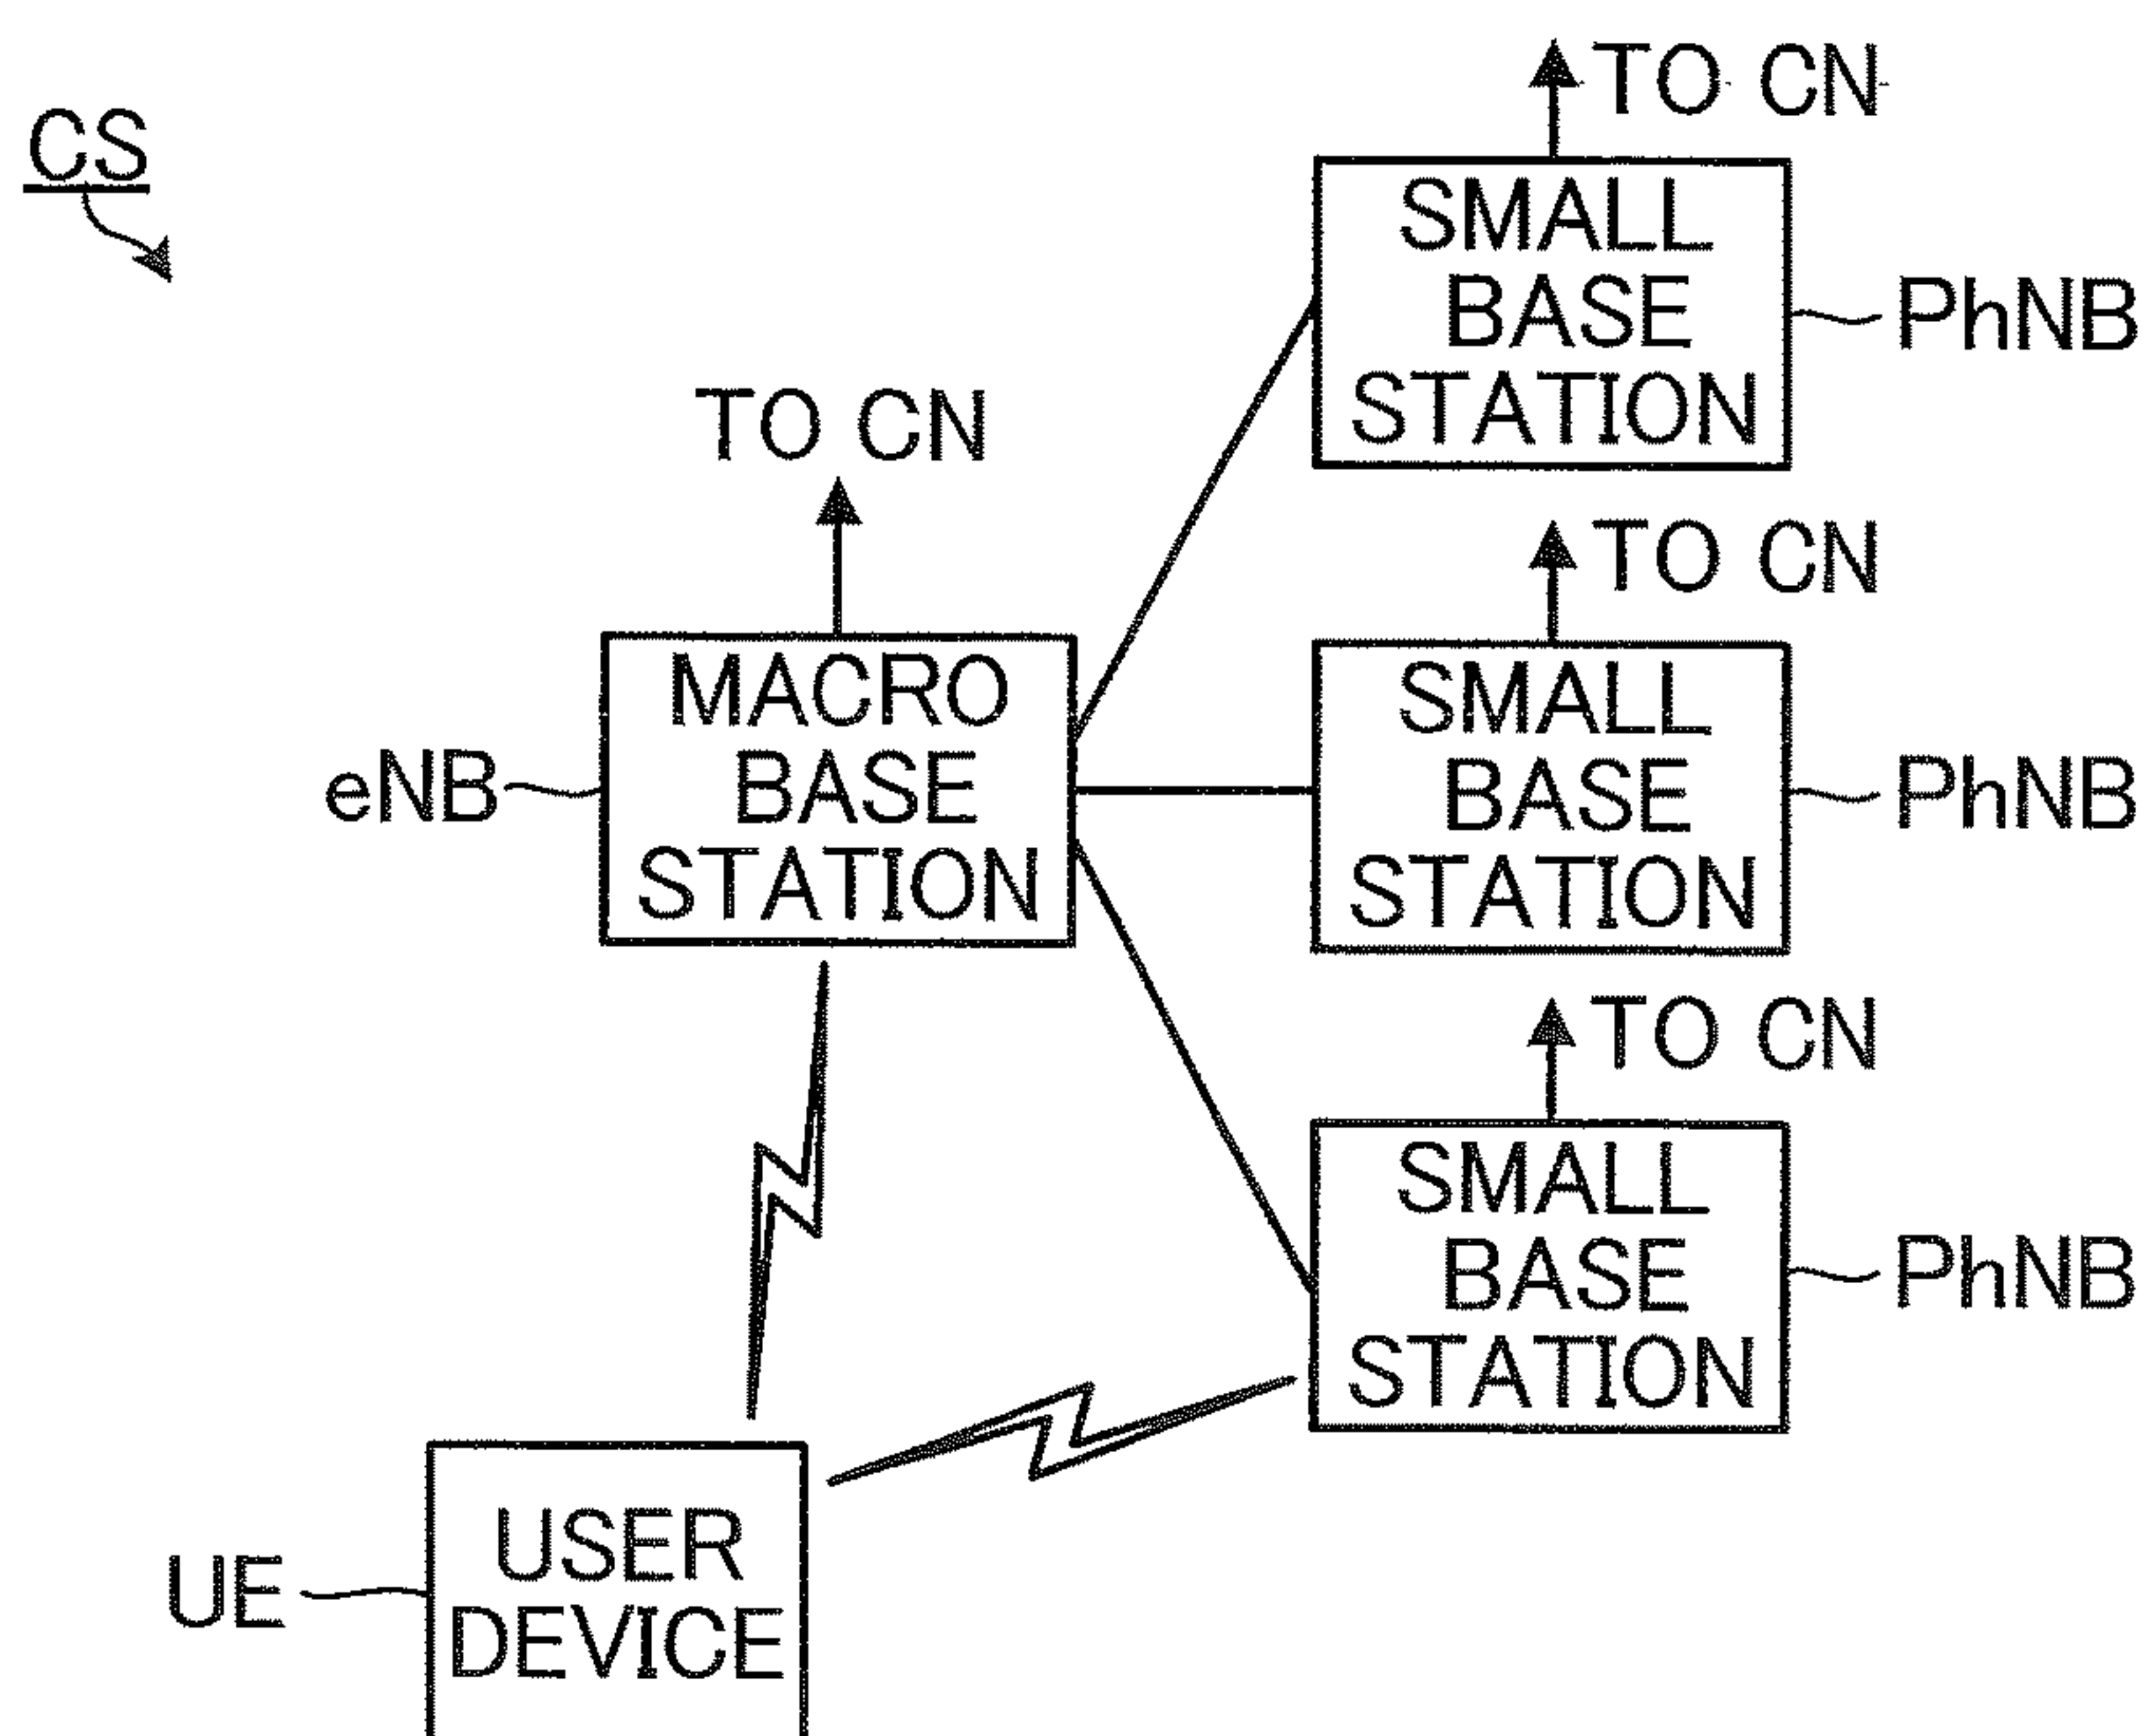 CS
TO CN
SMALL
BASE
STATION
PhNB
TO CN
MACRO
BASE
STATION
eNB
TO CN
SMALL
BASE
STATION
PhNB
TO CN
SMALL
BASE
STATION
PhNB
USER
DEVICE
UE